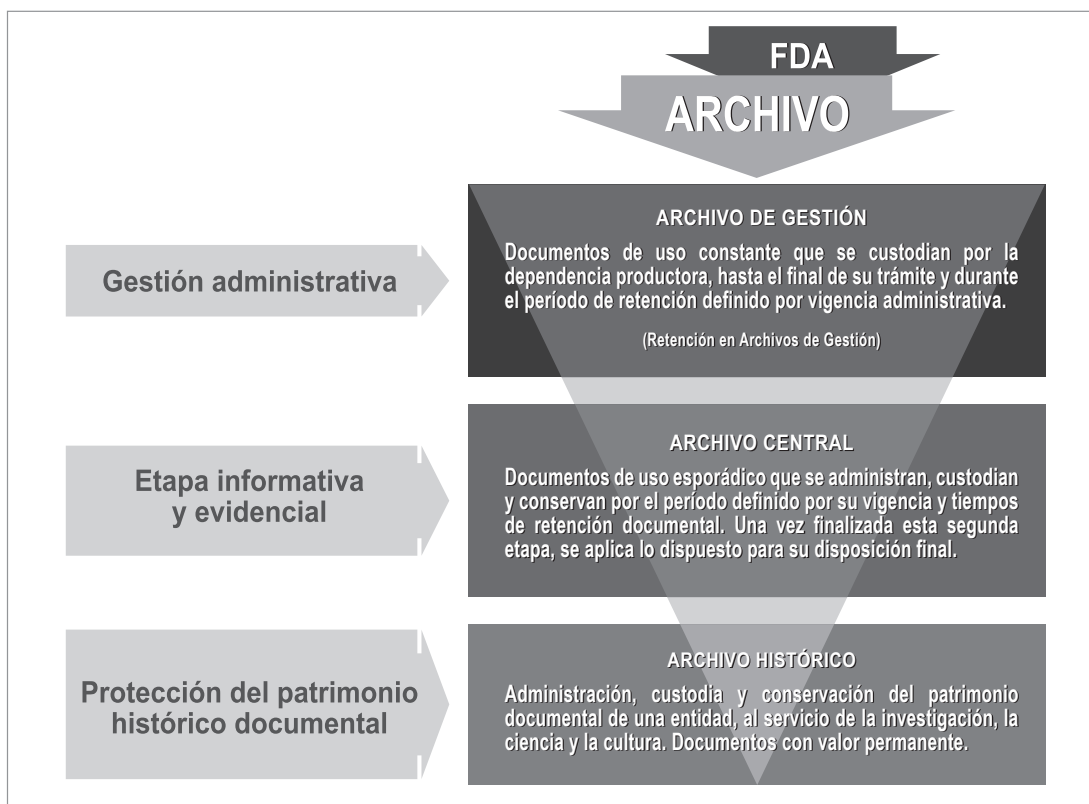 FDA
ARCHIVO
Gestión administrativa
ARCHIVO DE GESTIÓN
Documentos de uso constante que se custodian por la
dependencia productora, hasta el final de su trámite y durante
el período de retención definido por vigencia administrativa.
(Retención en Archivos de Gestión)
Etapa informativa
y evidencial
ARCHIVO CENTRAL
Documentos de uso esporádico que se administran, custodian
y conservan por el período definido por su vigencia y tiempos
de retención documental. Una vez finalizada esta segunda
etapa, se aplica lo dispuesto para su disposición final.
Protección del patrimonio
histórico documental
ARCHIVO HISTÓRICO
Administración, custodia y conservación del patrimonio
documental de una entidad, al servicio de la investigación, la
ciencia y la cultura. Documentos con valor permanente.